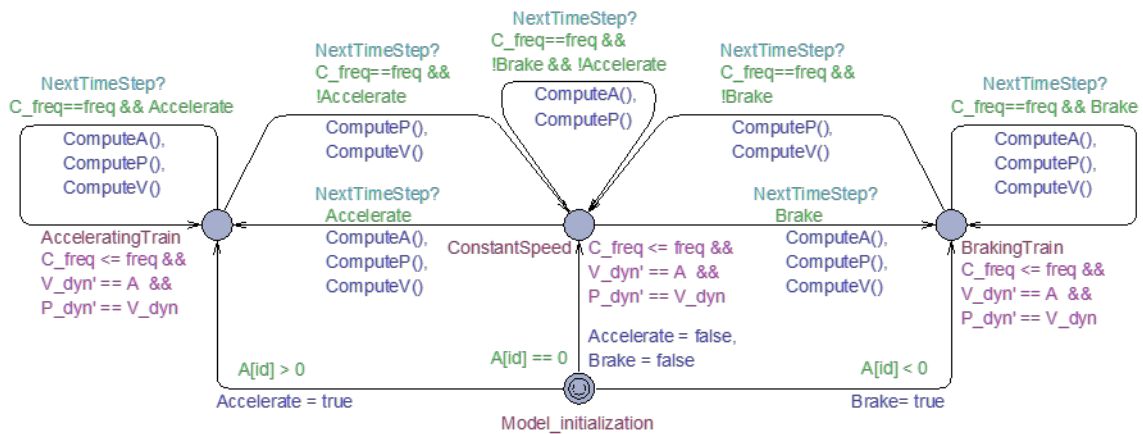 NextTimeStep?
C_freq==freq &&
!Brake && !Accelerate
ComputeA(),
ComputeP()
NextTimeStep?
C_freq==freq &&
!Accelerate
ComputeP(),
ComputeV()
NextTimeStep?
C_freq==freq &&
!Brake
ComputeP(),
ComputeV()
NextTimeStep?
C_freq==freq && Accelerate
ComputeA(),
ComputeP(),
ComputeV()
NextTimeStep?
C_freq==freq && Brake
ComputeA(),
ComputeP(),
ComputeV()
NextTimeStep?
Accelerate
ComputeA(),
ComputeP(),
ComputeV()
NextTimeStep?
Brake
ComputeA(),
ComputeP(),
ComputeV()
AcceleratingTrain
C_freq <= freq &&
V_dyn' == A &&
P_dyn' == V_dyn
ConstantSpeed
C_freq <= freq &&
V_dyn' == A &&
P_dyn' == V_dyn
BrakingTrain
C_freq <= freq &&
V_dyn' == A &&
P_dyn' == V_dyn
A[id] > 0
Accelerate = true
A[id] == 0
Accelerate = false,
Brake = false
A[id] < 0
Brake= true
Model_initialization